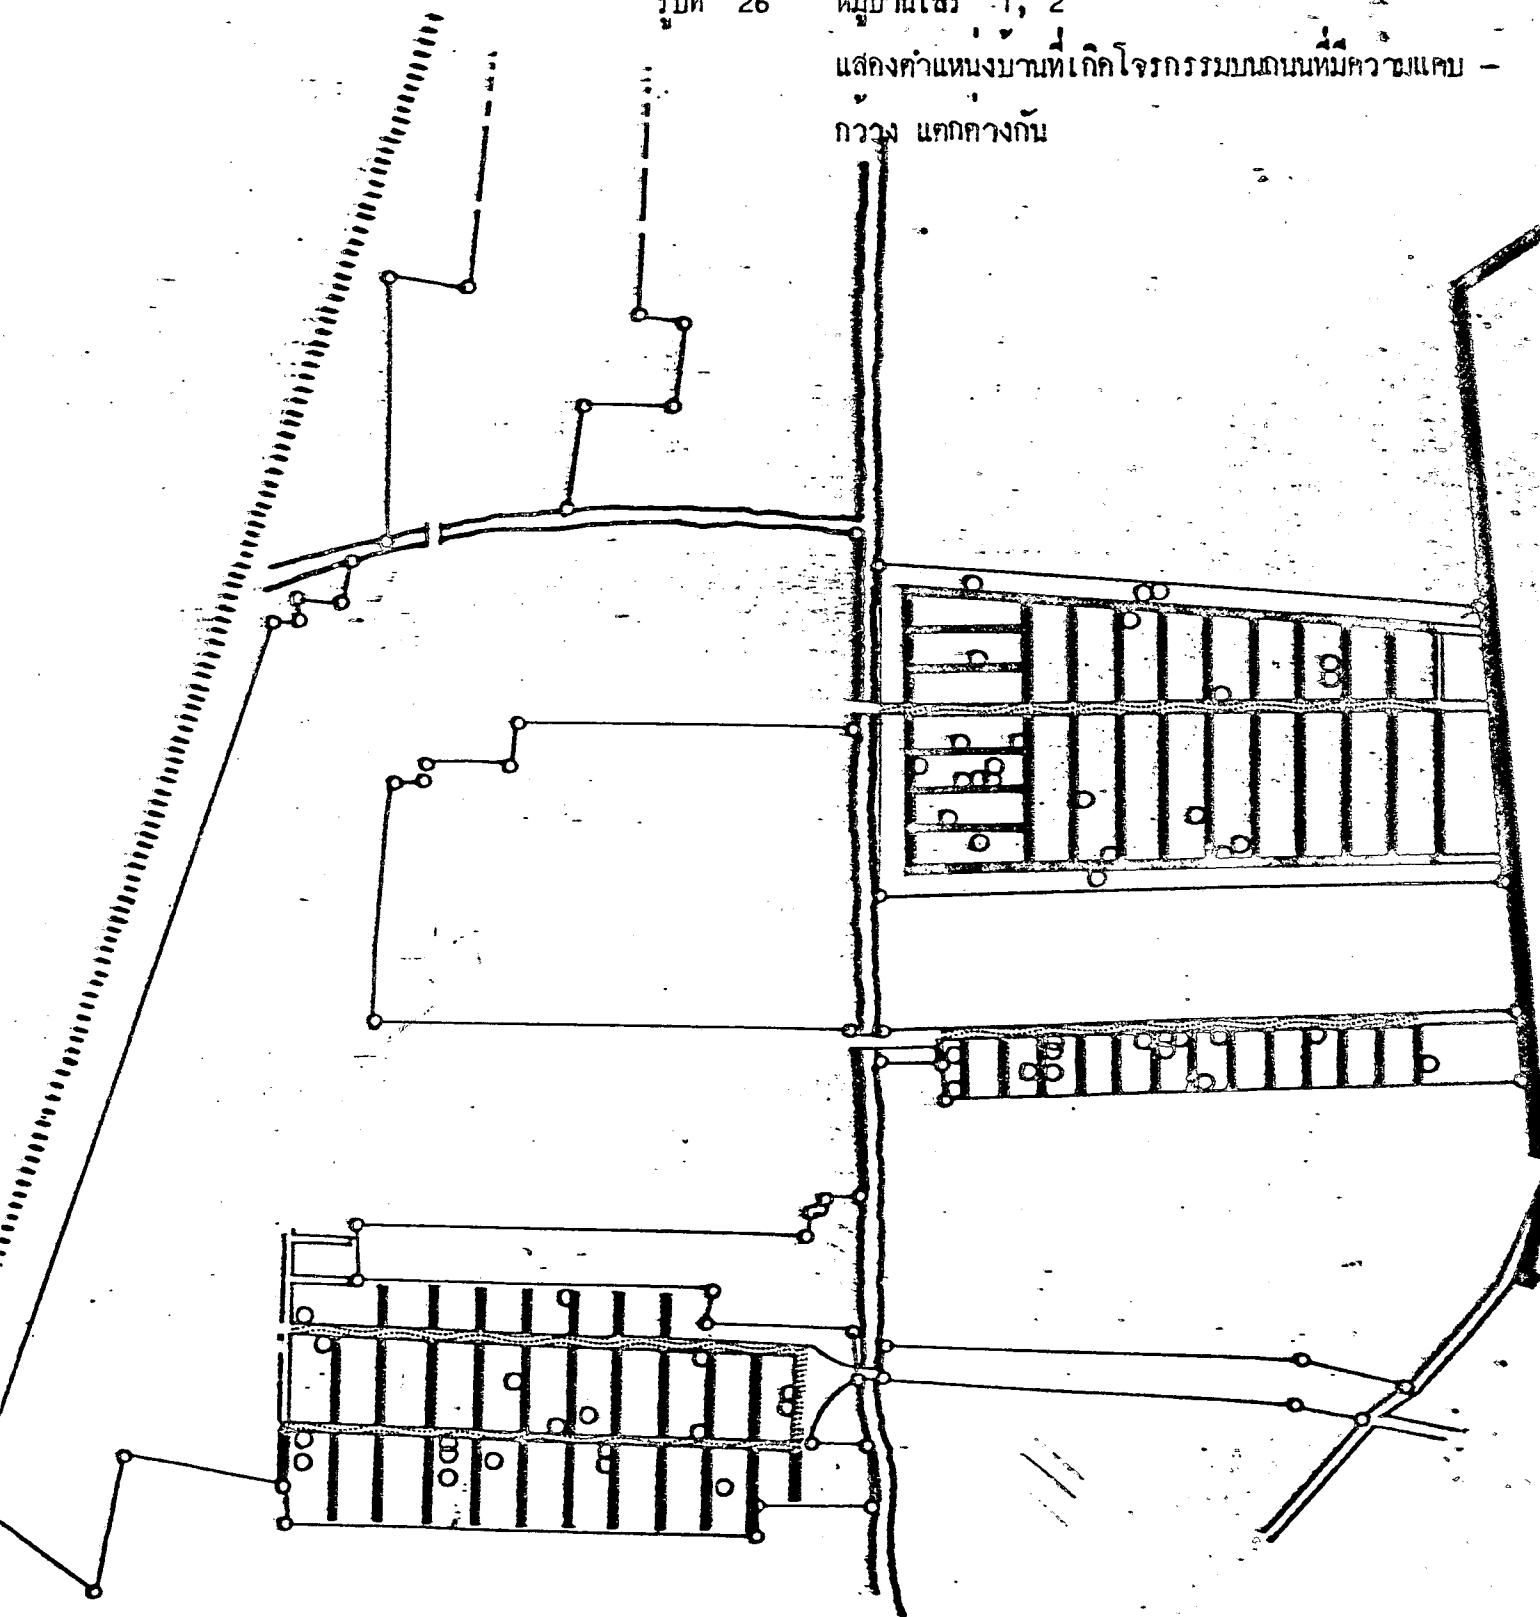 รูปที่ 26 หมู่บ้านเสรี 1, 2
แสดงตำแหน่งบ้านที่เกิดโจรกรรมบนถนนที่มีความแคบ -
กว้าง แตกต่างกัน